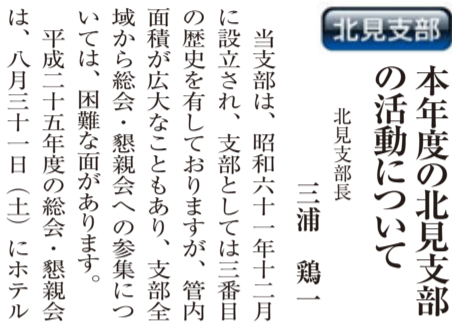 北見支部
本年度の北見支部
の活動について
北見支部長
三浦　鶏一
　当支部は、昭和六十一年十二月
に設立され、支部としては三番目
の歴史を有しておりますが、管内
面積が広大なこともあり、支部全
域から総会・懇親会への参集につ
いては、困難な面があります。
　平成二十五年度の総会・懇親会
は、八月三十一日（土）にホテル